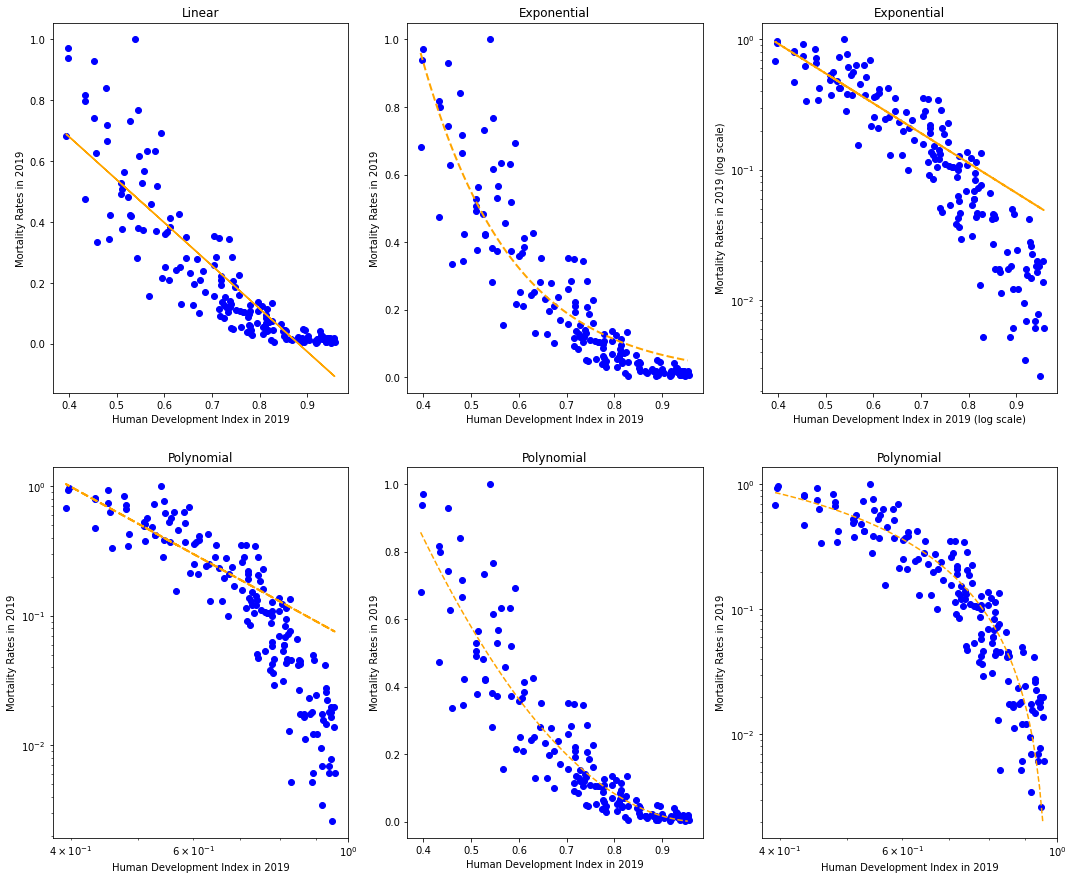 Linear
Mortality Rates in 2019
1.0
0.8
0.6
0.4
0.2
0.0
0.4 0.5 0.6 0.7 0.8 0.9
Human Development Index in 2019
Exponential
Mortality Rates in 2019
1.0
0.8
0.6
0.4
0.2
0.0
0.4 0.5 0.6 0.7 0.8 0.9
Human Development Index in 2019
Exponential
Mortality Rates in 2019 (log scale)
10⁰
10⁻¹
10⁻²
0.4 0.5 0.6 0.7 0.8 0.9
Human Development Index in 2019 (log scale)
Polynomial
Mortality Rates in 2019
10⁰
10⁻¹
10⁻²
4 × 10⁻¹ 6 × 10⁻¹ 10⁰
Human Development Index in 2019
Polynomial
Mortality Rates in 2019
1.0
0.8
0.6
0.4
0.2
0.0
0.4 0.5 0.6 0.7 0.8 0.9
Human Development Index in 2019
Polynomial
Mortality Rates in 2019
10⁰
10⁻¹
10⁻²
4 × 10⁻¹ 6 × 10⁻¹ 10⁰
Human Development Index in 2019